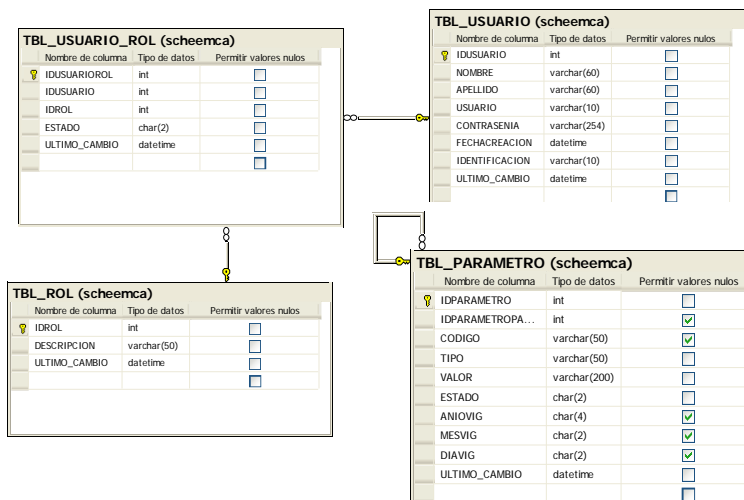 TBL_USUARIO_ROL (scheemca)
Nombre de columna Tipo de datos Permitir valores nulos
IDUSUARIOROL int
IDUSUARIO int
IDROL int
ESTADO char(2)
ULTIMO_CAMBIO datetime
TBL_USUARIO (scheemca)
Nombre de columna Tipo de datos Permitir valores nulos
IDUSUARIO int
NOMBRE varchar(60)
APELLIDO varchar(60)
USUARIO varchar(10)
CONTRASENIA varchar(254)
FECHACREACION datetime
IDENTIFICACION varchar(10)
ULTIMO_CAMBIO datetime
TBL_ROL (scheemca)
Nombre de columna Tipo de datos Permitir valores nulos
IDROL int
DESCRIPCION varchar(50)
ULTIMO_CAMBIO datetime
TBL_PARAMETRO (scheemca)
Nombre de columna Tipo de datos Permitir valores nulos
IDPARAMETRO int
IDPARAMETROPA... int
CODIGO varchar(50)
TIPO varchar(50)
VALOR varchar(200)
ESTADO char(2)
ANIOVIG char(4)
MESVIG char(2)
DIAVIG char(2)
ULTIMO_CAMBIO datetime